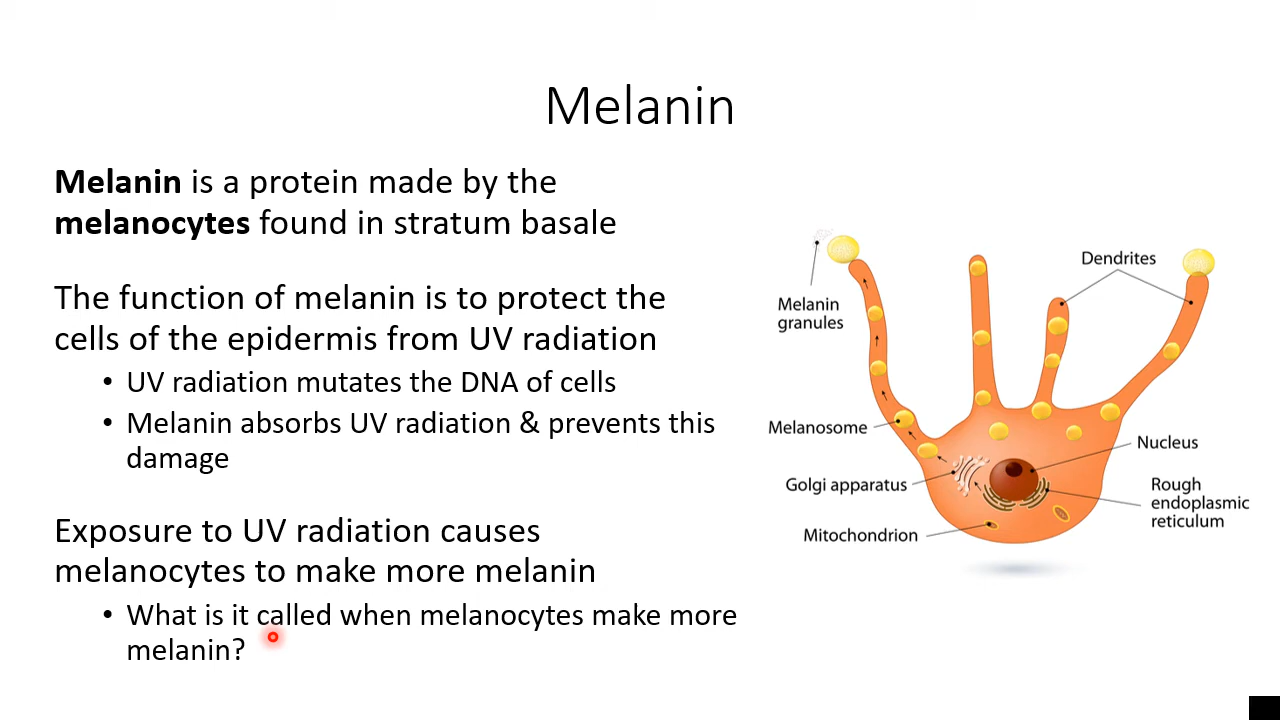 Melanin
Melanin is a protein made by the
melanocytes found in stratum basale
The function of melanin is to protect the
cells of the epidermis from UV radiation
• UV radiation mutates the DNA of cells
• Melanin absorbs UV radiation & prevents this
damage
Exposure to UV radiation causes
melanocytes to make more melanin
• What is it called when melanocytes make more
melanin?
Melanin
granules
Dendrites
Melanosome
Nucleus
Golgi apparatus
Rough
endoplasmic
reticulum
Mitochondrion